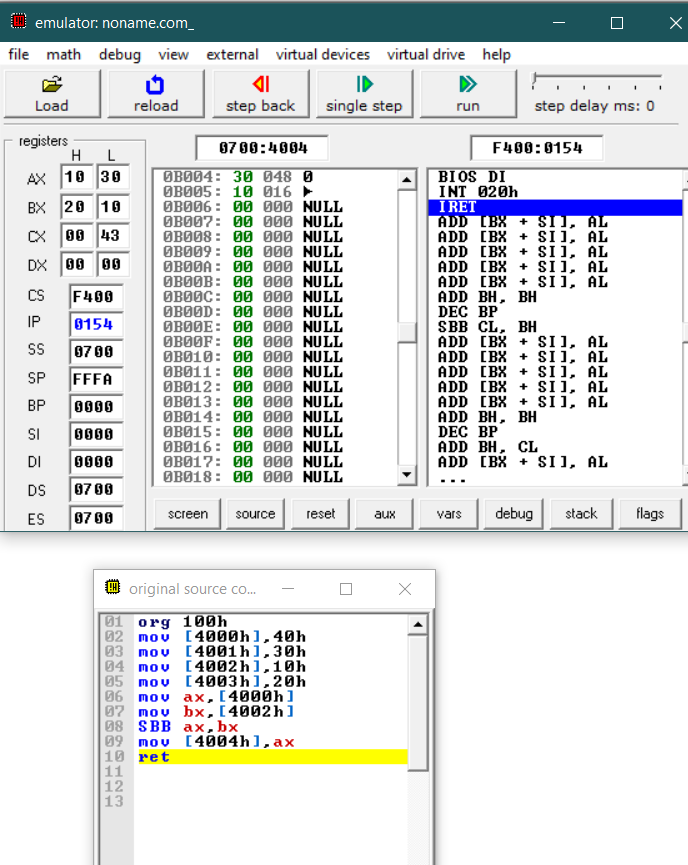 emulator: noname.com_
file math debug view external virtual devices virtual drive help
Load reload step back single step run step delay ms: 0
registers
H L
0700:4004
F400:0154
AX 10 30
BX 20 10
CX 00 43
DX 00 00
CS F400
IP 0154
SS 0700
SP FFFA
BP 0000
SI 0000
DI 0000
DS 0700
ES 0700
0B004: 30 048 0
0B005: 10 016 ►
0B006: 00 000 NULL
0B007: 00 000 NULL
0B008: 00 000 NULL
0B009: 00 000 NULL
0B00A: 00 000 NULL
0B00B: 00 000 NULL
0B00C: 00 000 NULL
0B00D: 00 000 NULL
0B00E: 00 000 NULL
0B00F: 00 000 NULL
0B010: 00 000 NULL
0B011: 00 000 NULL
0B012: 00 000 NULL
0B013: 00 000 NULL
0B014: 00 000 NULL
0B015: 00 000 NULL
0B016: 00 000 NULL
0B017: 00 000 NULL
0B018: 00 000 NULL
BIOS DI
INT 020h
IRET
ADD [BX + SI], AL
ADD [BX + SI], AL
ADD [BX + SI], AL
ADD [BX + SI], AL
ADD [BX + SI], AL
ADD BH, BH
DEC BP
SBB CL, BH
ADD [BX + SI], AL
ADD [BX + SI], AL
ADD [BX + SI], AL
ADD [BX + SI], AL
ADD [BX + SI], AL
ADD BH, BH
DEC BP
ADD BH, CL
ADD [BX + SI], AL
...
screen source reset aux vars debug stack flags
original source co...
01 org 100h
02 mov [4000h],40h
03 mov [4001h],30h
04 mov [4002h],10h
05 mov [4003h],20h
06 mov ax,[4000h]
07 mov bx,[4002h]
08 SBB ax,bx
09 mov [4004h],ax
10 ret
11
12
13